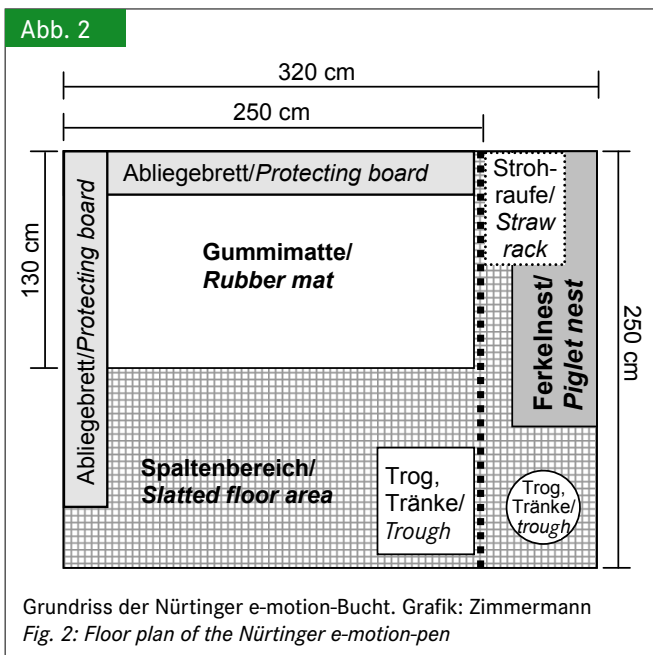 Abb. 2
320 cm
250 cm
130 cm
Abliegebrett/Protecting board
Abliegebrett/Protecting board
Gummimatte/
Rubber mat
Stroh-
raufe/
Straw
rack
Ferkelnest/
Piglet nest
250 cm
Spaltenbereich/
Slatted floor area
Trog,
Tränke/
Trough
Trog,
Tränke/
trough
Grundriss der Nürtinger e-motion-Bucht. Grafik: Zimmermann
Fig. 2: Floor plan of the Nürtinger e-motion-pen